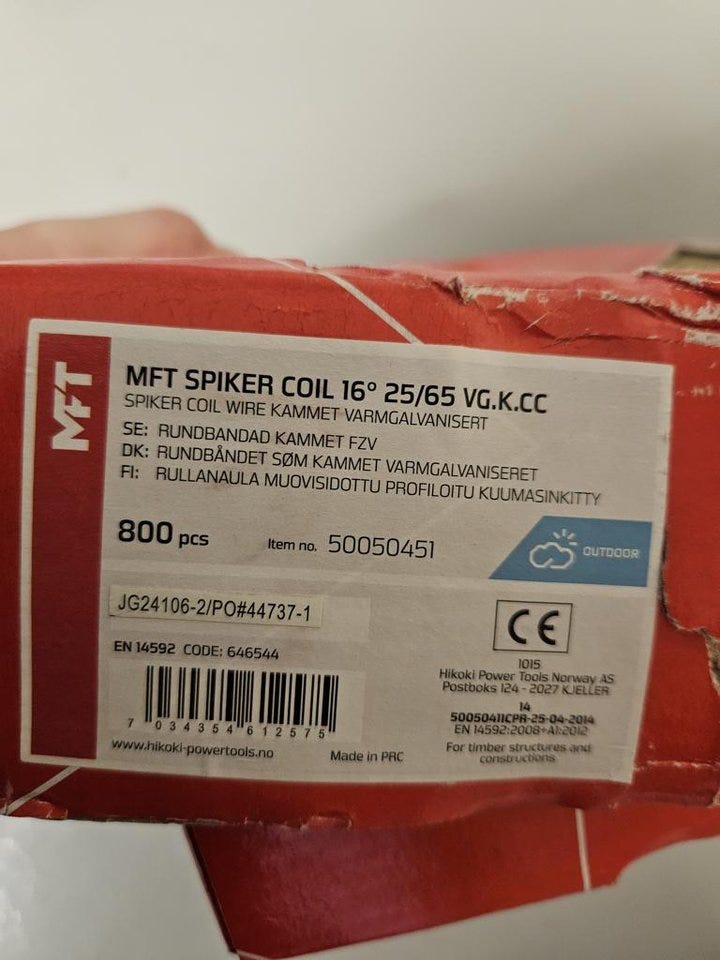 MFT
MFT SPIKER COIL 16° 25/65 VG.K.CC
SPIKER COIL WIRE KAMMET VARMGALVANISERT
SE: RUNDBANDAD KAMMET FZV
DK: RUNDBÅNDET SØM KAMMET VARMGALVANISERET
FI: RULLANAULA MUOVISIDOTTU PROFILOITU KUUMASINKITTY
800 pcs
Item no. 50050451
OUTDOOR
JG24106-2/PO#44737-1
EN 14592 CODE: 646544
7 034354 612575
www.hikoki-powertools.no
Made in PRC
CE
1015
Hikoki Power Tools Norway AS
Postboks 124 - 2027 KJELLER
14
50050411CPR-25-04-2014
EN 14592:2008+A1:2012
For timber structures and
constructions